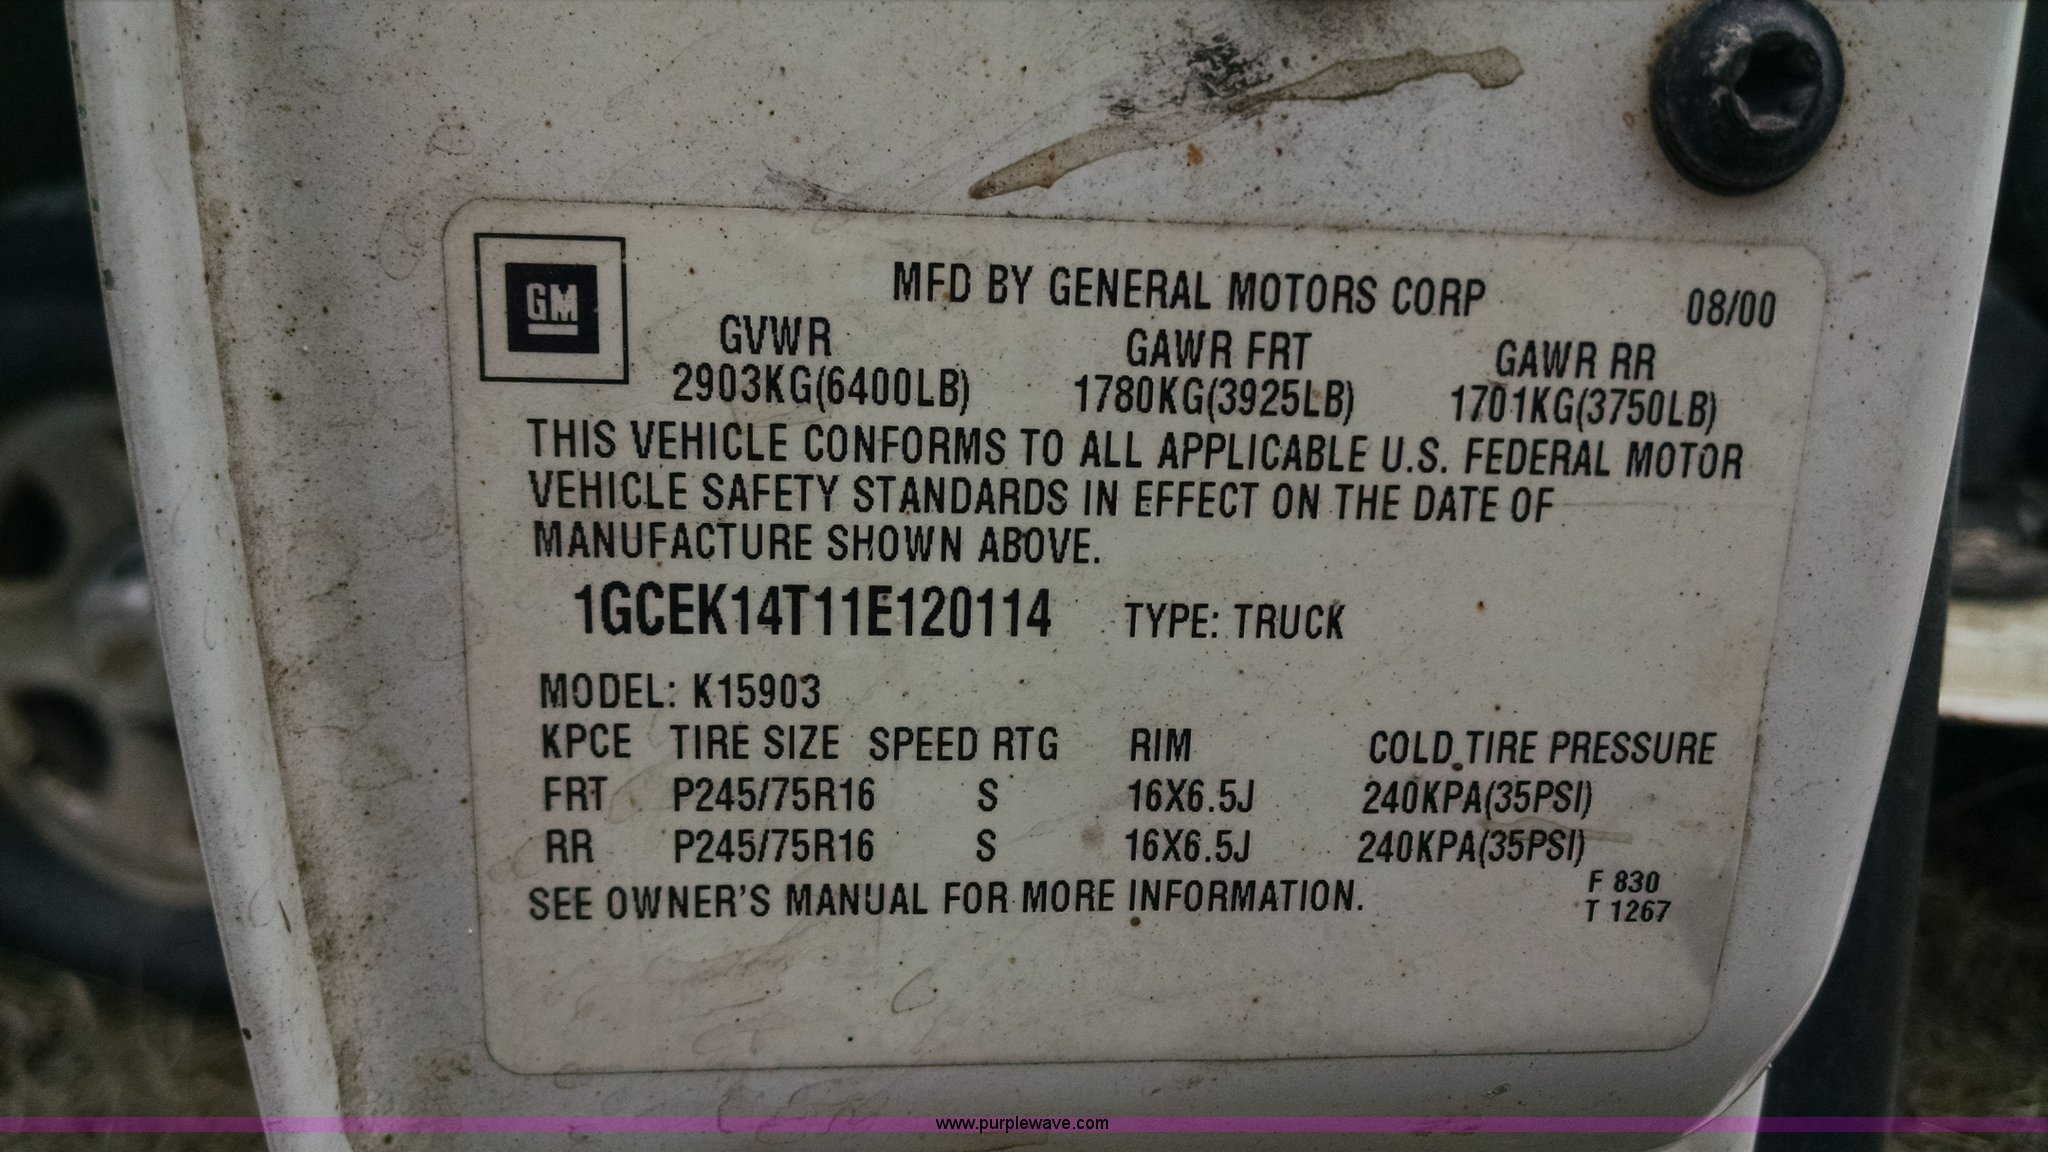 GM
MFD BY GENERAL MOTORS CORP 08/00
GVWR GAWR FRT GAWR RR
2903KG(6400LB) 1780KG(3925LB) 1701KG(3750LB)
THIS VEHICLE CONFORMS TO ALL APPLICABLE U.S. FEDERAL MOTOR
VEHICLE SAFETY STANDARDS IN EFFECT ON THE DATE OF
MANUFACTURE SHOWN ABOVE.
1GCEK14T11E120114 TYPE: TRUCK
MODEL: K15903
KPCE TIRE SIZE SPEED RTG RIM COLD TIRE PRESSURE
FRT P245/75R16 S 16X6.5J 240KPA(35PSI)
RR P245/75R16 S 16X6.5J 240KPA(35PSI)
SEE OWNER'S MANUAL FOR MORE INFORMATION.
F 830
T 1267
www.purplewave.com